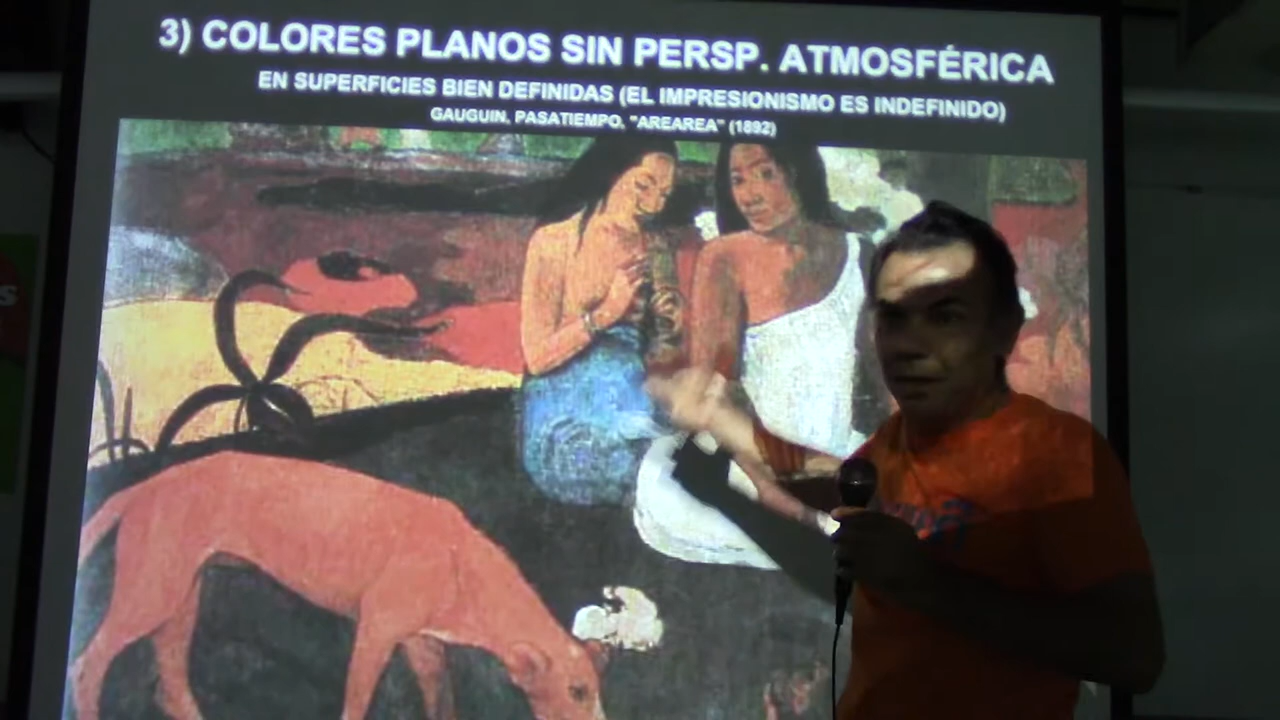 3) COLORES PLANOS SIN PERSP. ATMOSFÉRICA
EN SUPERFICIES BIEN DEFINIDAS (EL IMPRESIONISMO ES INDEFINIDO)
GAUGUIN, PASATIEMPO, "AREAREA" (1892)